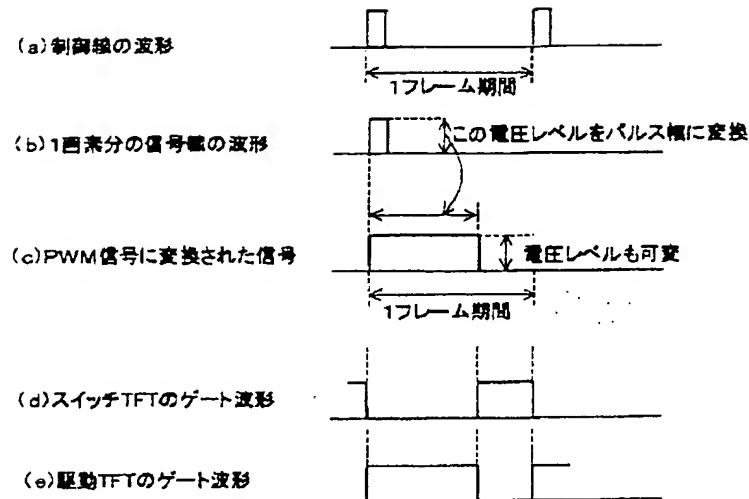 (a)制御線の波形
1フレーム期間
(b)1画素分の信号線の波形
この電圧レベルをパルス幅に変換
(c)PWM信号に変換された信号
電圧レベルも可変
1フレーム期間
(d)スイッチTFTのゲート波形
(e)駆動TFTのゲート波形